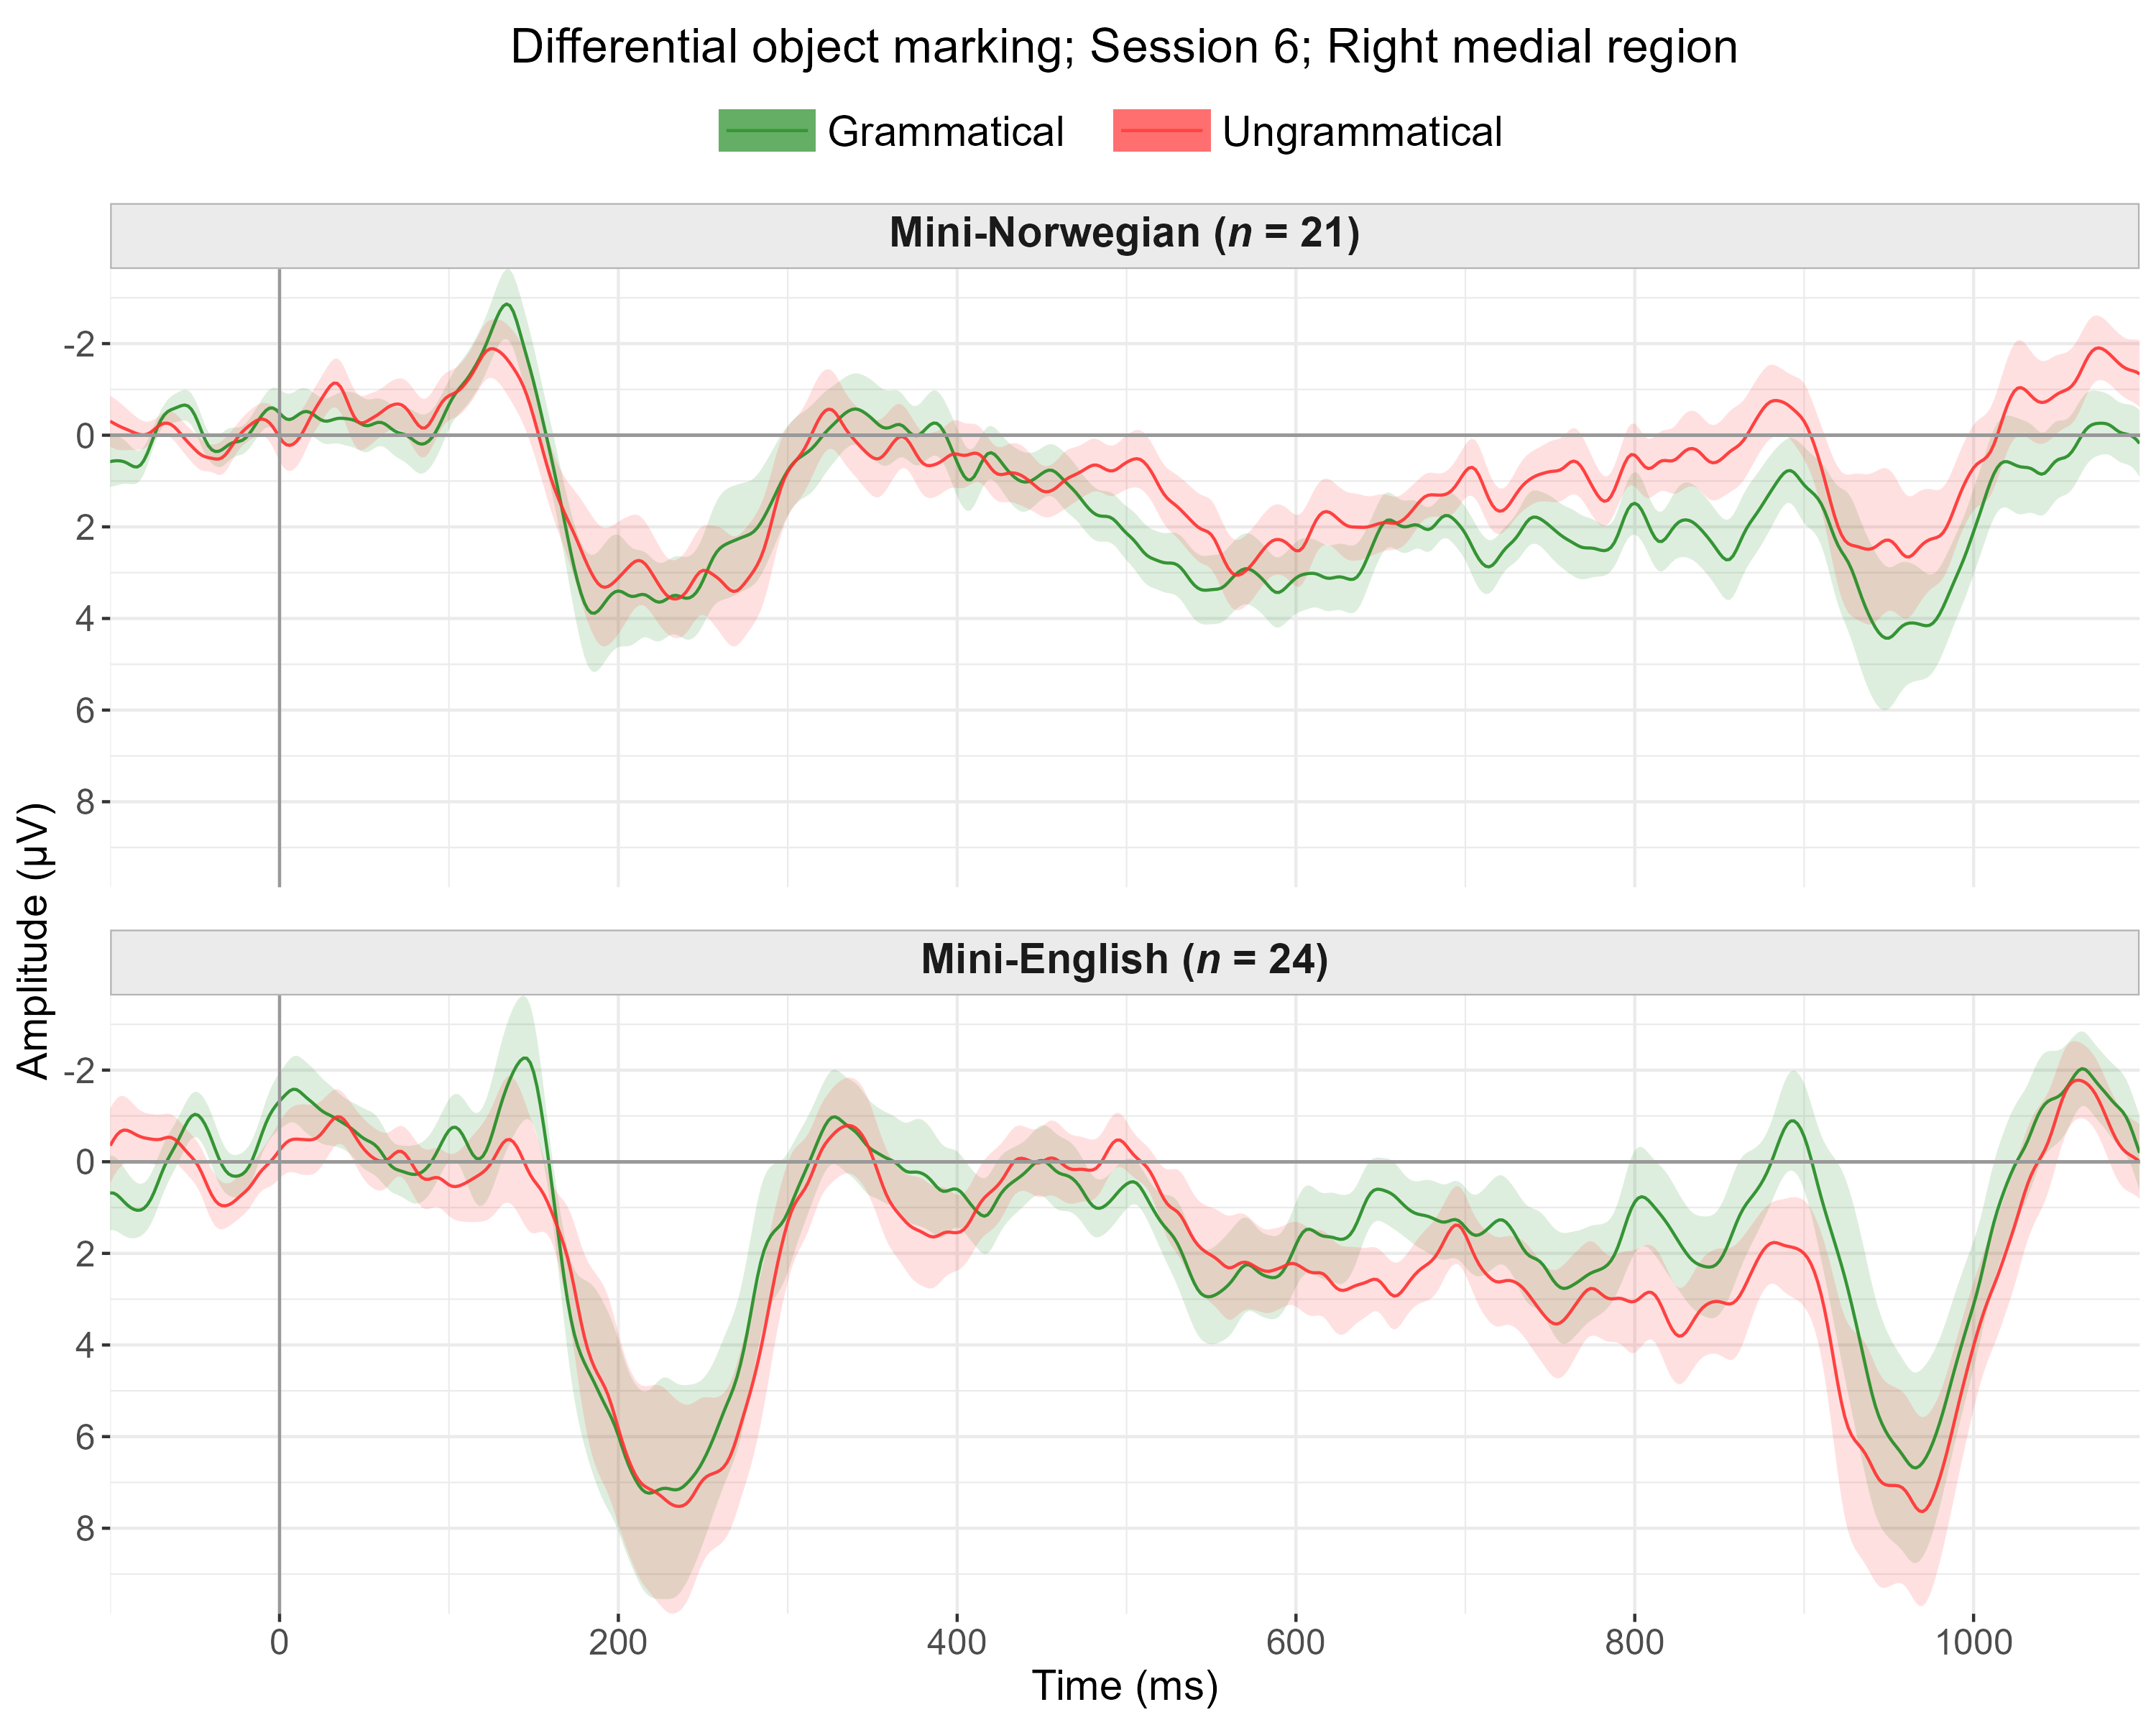 Differential object marking; Session 6; Right medial region
Grammatical
Ungrammatical
Mini-Norwegian (n = 21)
-2
0
2
4
6
8
Amplitude (µV)
Mini-English (n = 24)
-2
0
2
4
6
8
0 200 400 600 800 1000
Time (ms)